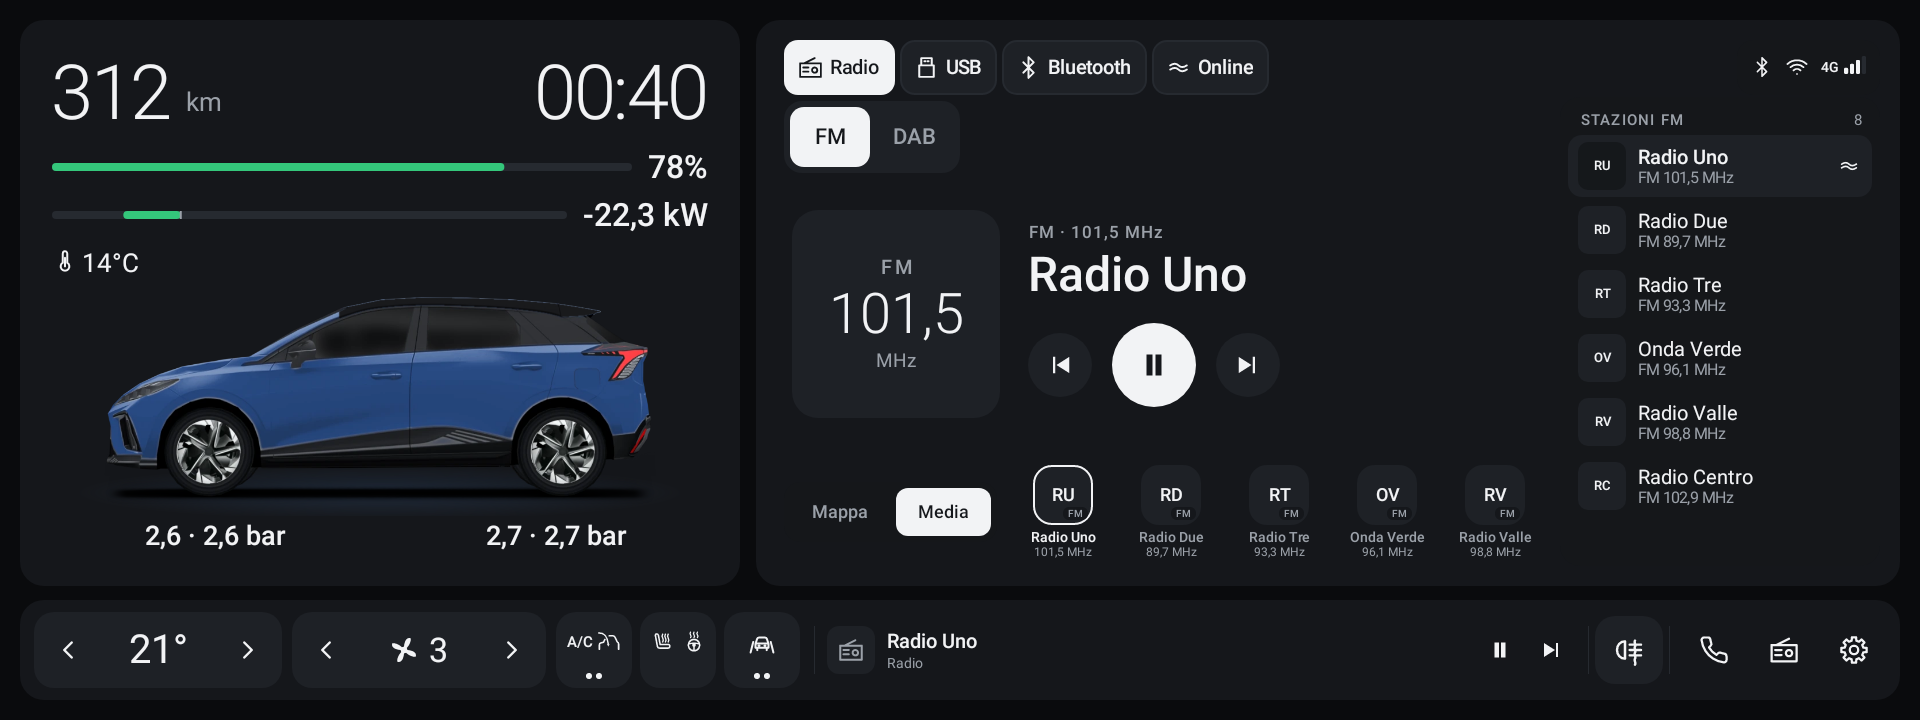 312 km
00:40
78%
-22,3 kW
14°C
2,6 · 2,6 bar
2,7 · 2,7 bar
Radio
USB
Bluetooth
Online
4G
FM
DAB
FM
101,5
MHz
FM · 101,5 MHz
Radio Uno
Mappa
Media
RU
FM
Radio Uno
101,5 MHz
RD
FM
Radio Due
89,7 MHz
RT
FM
Radio Tre
93,3 MHz
OV
FM
Onda Verde
96,1 MHz
RV
FM
Radio Valle
98,8 MHz
STAZIONI FM
8
RU
Radio Uno
FM 101,5 MHz
RD
Radio Due
FM 89,7 MHz
RT
Radio Tre
FM 93,3 MHz
OV
Onda Verde
FM 96,1 MHz
RV
Radio Valle
FM 98,8 MHz
RC
Radio Centro
FM 102,9 MHz
21°
3
A/C
Radio Uno
Radio